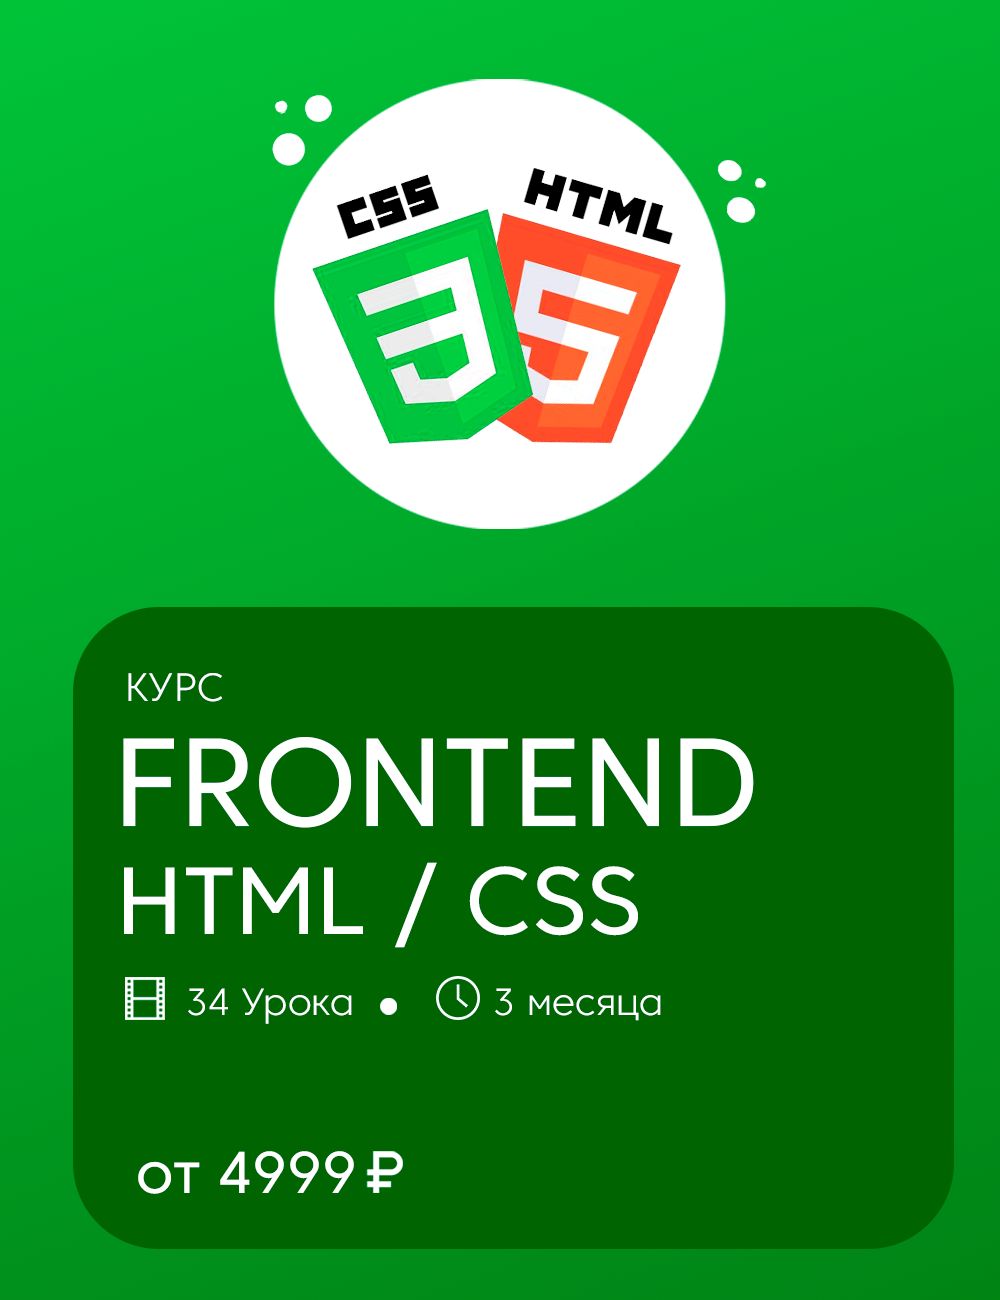 CSS HTML
КУРС
FRONTEND
HTML / CSS
34 Урока • 3 месяца
от 4999 ₽